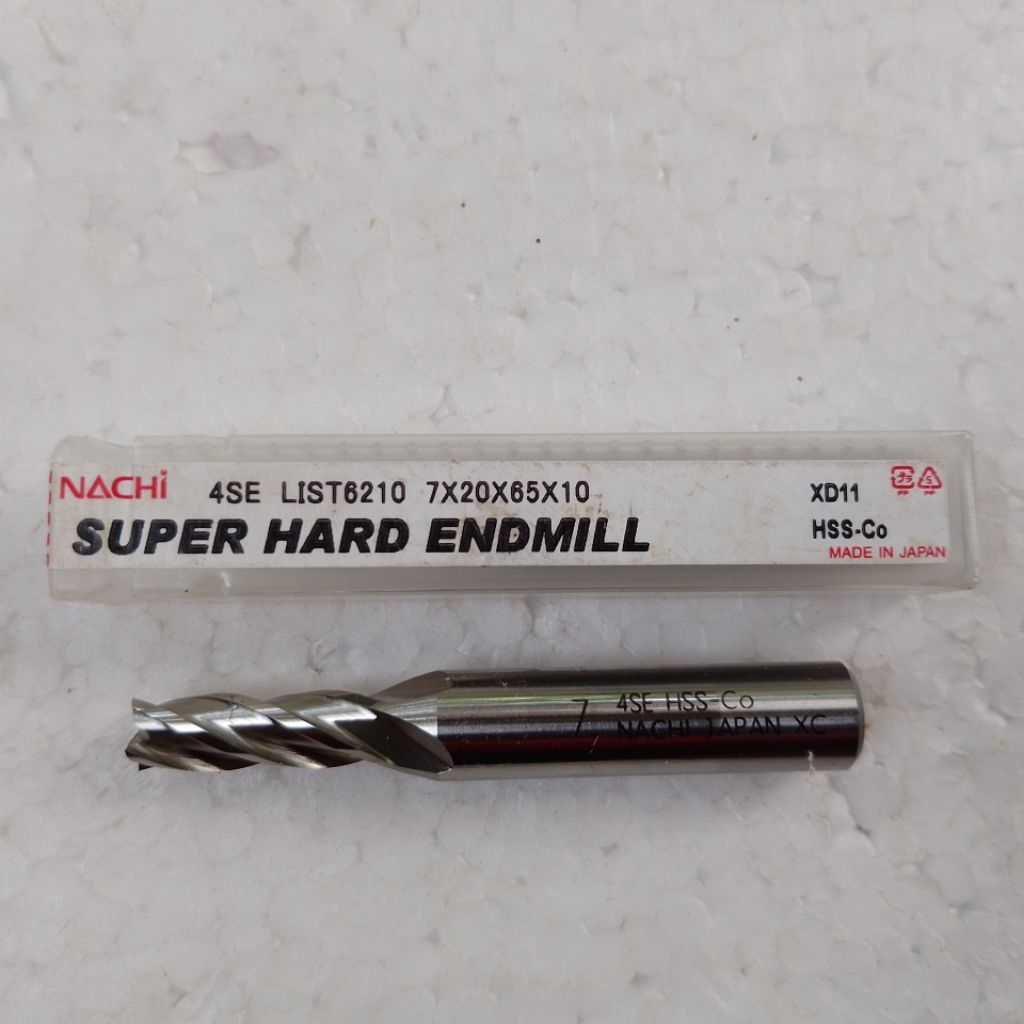 NACHi 4SE LIST6210 7X20X65X10 XD11
SUPER HARD ENDMILL HSS-Co
MADE IN JAPAN
7 4SE HSS-Co
NACHI JAPAN XC